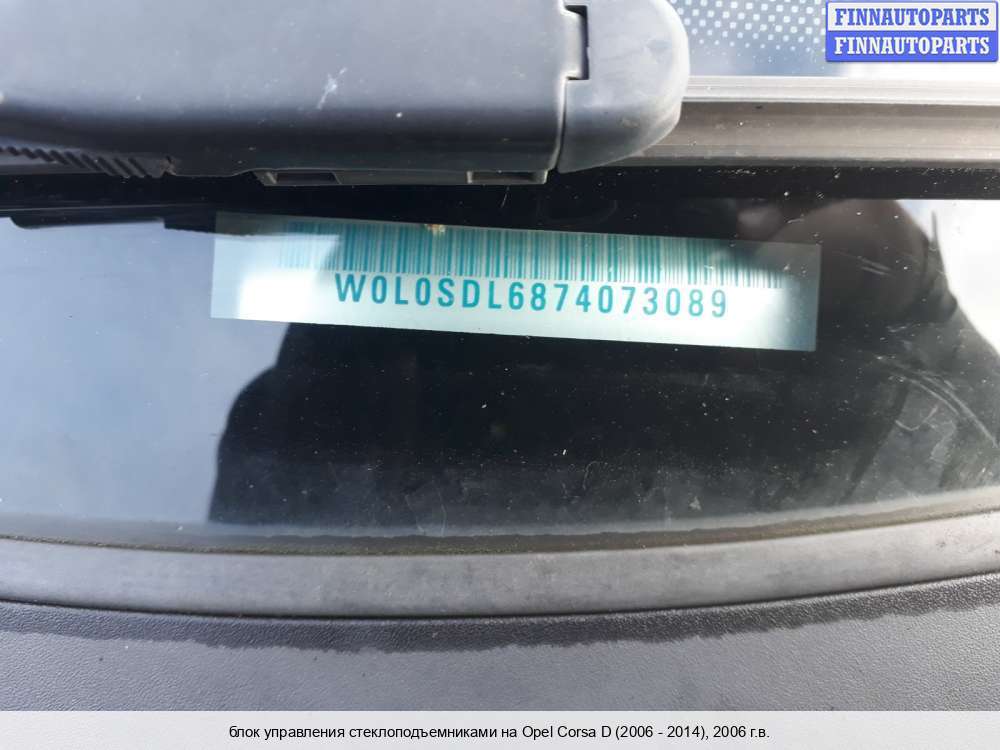 FINNAUTOPARTS
FINNAUTOPARTS
W0L0SDL6874073089
блок управления стеклоподъемниками на Opel Corsa D (2006 - 2014), 2006 г.в.